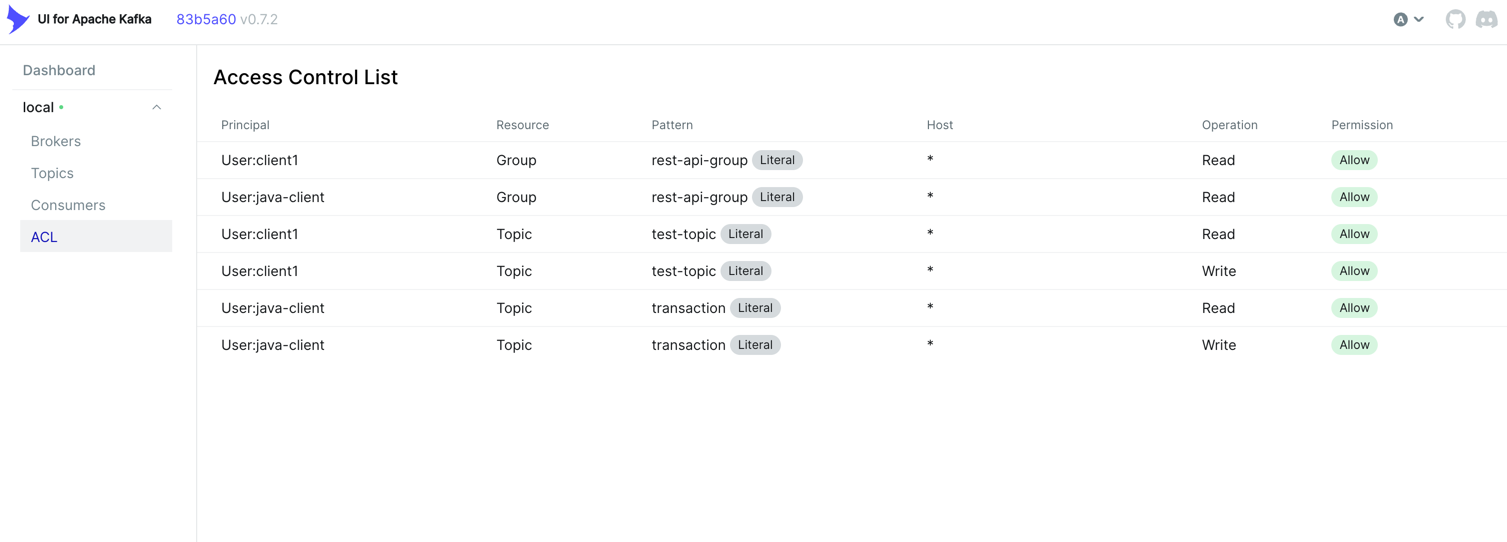 UI for Apache Kafka 83b5a60 v0.7.2 A
Dashboard
local
Brokers
Topics
Consumers
ACL
Access Control List
Principal Resource Pattern Host Operation Permission
User:client1 Group rest-api-group Literal * Read Allow
User:java-client Group rest-api-group Literal * Read Allow
User:client1 Topic test-topic Literal * Read Allow
User:client1 Topic test-topic Literal * Write Allow
User:java-client Topic transaction Literal * Read Allow
User:java-client Topic transaction Literal * Write Allow